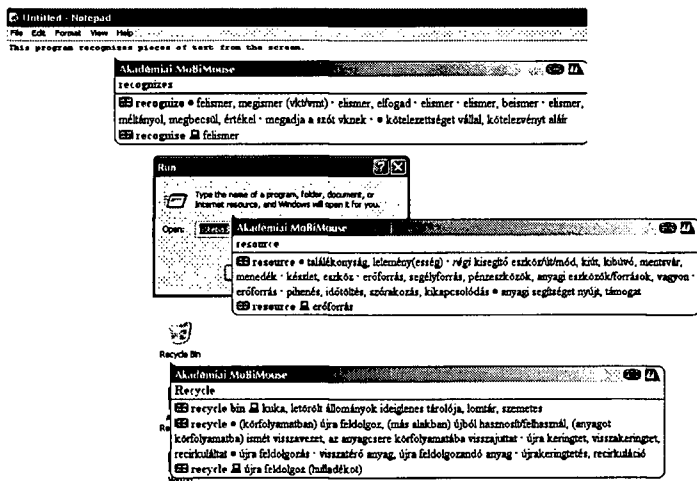 Untitled - Notepad
File Edit Format View Help
This program recognizes pieces of text from the screen.
Akadémiai MoBiMouse
recognizes
recognize • felismer, megismer (vkt/vmt) · elismer, elfogad · elismer · elismer, beismer · elismer,
méltányol, megbecsül, értékel · megadja a szót vknek · • kötelezettséget vállal, kötelezvényt aláír
recognise felismer
Run
Type the name of a program, folder, document, or
Internet resource, and Windows will open it for you.
Open:
Akadémiai MoBiMouse
resource
resource • találékonyság, lelemény(esség) · régi kisegítő eszköz/út/mód, kiút, kibúvó, mentsvár,
menedék · készlet, eszköz · erőforrás, segélyforrás, pénzeszközök, anyagi eszközök/források, vagyon ·
erőforrás · pihenés, időtöltés, szórakozás, kikapcsolódás • anyagi segítséget nyújt, támogat
resource erőforrás
Recycle Bin
Akadémiai MoBiMouse
Recycle
recycle bin kuka, letörölt állományok ideiglenes tárolója, lomtár, szemetes
recycle • (körfolyamatban) újra feldolgoz, (más alakban) újból hasznosít/felhasznál, (anyagot
körfolyamatba) ismét visszavezet, az anyagcsere körfolyamatába visszajuttat · újra keringtet, visszakeringtet,
recirkuláltat • újra feldolgozás · visszatérő anyag, újra feldolgozandó anyag · újrakeringtetés, recirkuláció
recycle újra feldolgoz (hulladékot)